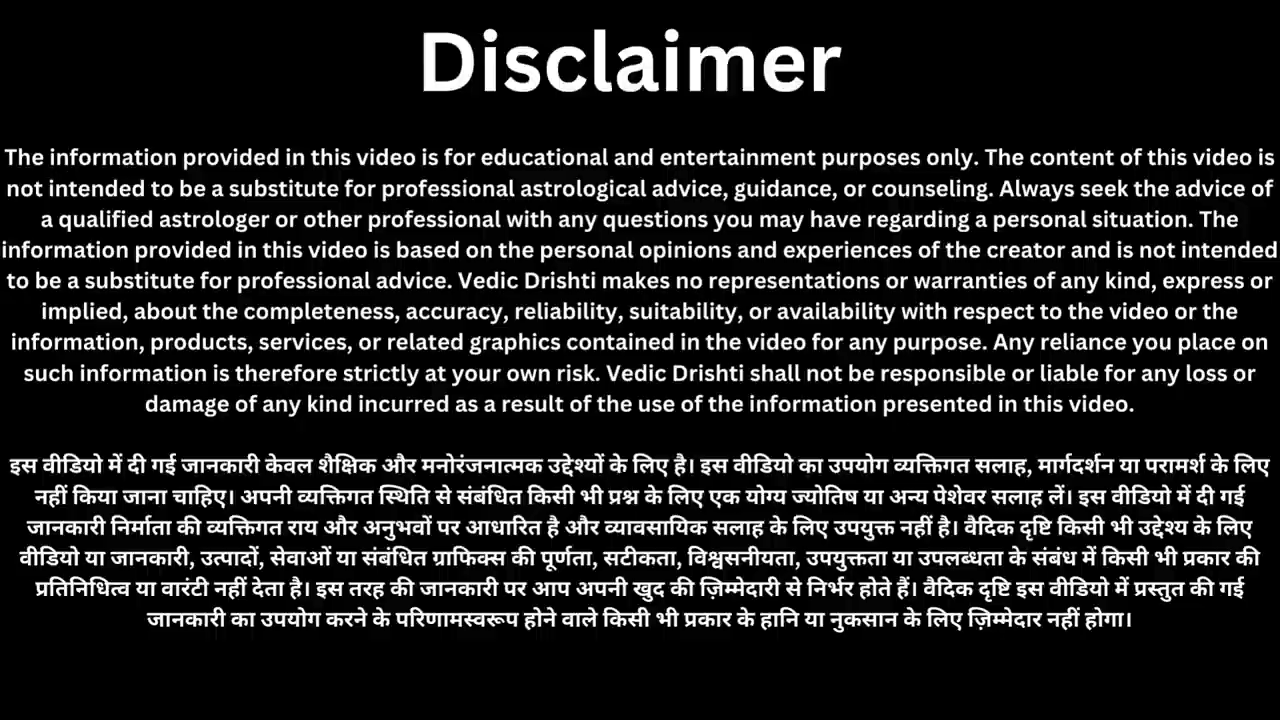 Disclaimer
The information provided in this video is for educational and entertainment purposes only. The content of this video is
not intended to be a substitute for professional astrological advice, guidance, or counseling. Always seek the advice of
a qualified astrologer or other professional with any questions you may have regarding a personal situation. The
information provided in this video is based on the personal opinions and experiences of the creator and is not intended
to be a substitute for professional advice. Vedic Drishti makes no representations or warranties of any kind, express or
implied, about the completeness, accuracy, reliability, suitability, or availability with respect to the video or the
information, products, services, or related graphics contained in the video for any purpose. Any reliance you place on
such information is therefore strictly at your own risk. Vedic Drishti shall not be responsible or liable for any loss or
damage of any kind incurred as a result of the use of the information presented in this video.
इस वीडियो में दी गई जानकारी केवल शैक्षिक और मनोरंजनात्मक उद्देश्यों के लिए है। इस वीडियो का उपयोग व्यक्तिगत सलाह, मार्गदर्शन या परामर्श के लिए
नहीं किया जाना चाहिए। अपनी व्यक्तिगत स्थिति से संबंधित किसी भी प्रश्न के लिए एक योग्य ज्योतिष या अन्य पेशेवर सलाह लें। इस वीडियो में दी गई
जानकारी निर्माता की व्यक्तिगत राय और अनुभवों पर आधारित है और व्यावसायिक सलाह के लिए उपयुक्त नहीं है। वैदिक दृष्टि किसी भी उद्देश्य के लिए
वीडियो या जानकारी, उत्पादों, सेवाओं या संबंधित ग्राफिक्स की पूर्णता, सटीकता, विश्वसनीयता, उपयुक्तता या उपलब्धता के संबंध में किसी भी प्रकार की
प्रतिनिधित्व या वारंटी नहीं देता है। इस तरह की जानकारी पर आप अपनी खुद की ज़िम्मेदारी से निर्भर होते हैं। वैदिक दृष्टि इस वीडियो में प्रस्तुत की गई
जानकारी का उपयोग करने के परिणामस्वरूप होने वाले किसी भी प्रकार के हानि या नुकसान के लिए ज़िम्मेदार नहीं होगा।